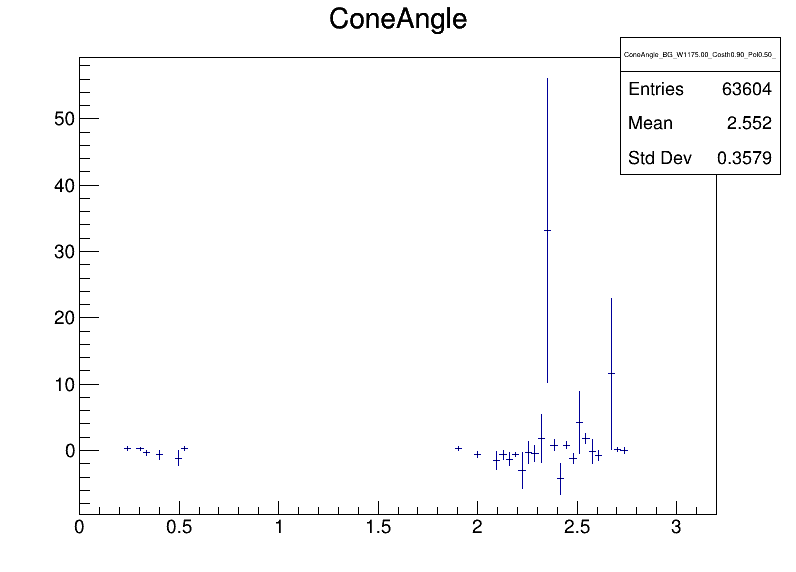 ConeAngle
ConeAngle_BG_W1175.00_Costh0.90_Pol0.50_
Entries 63604
Mean 2.552
Std Dev 0.3579
50
40
30
20
10
0
0 0.5 1 1.5 2 2.5 3